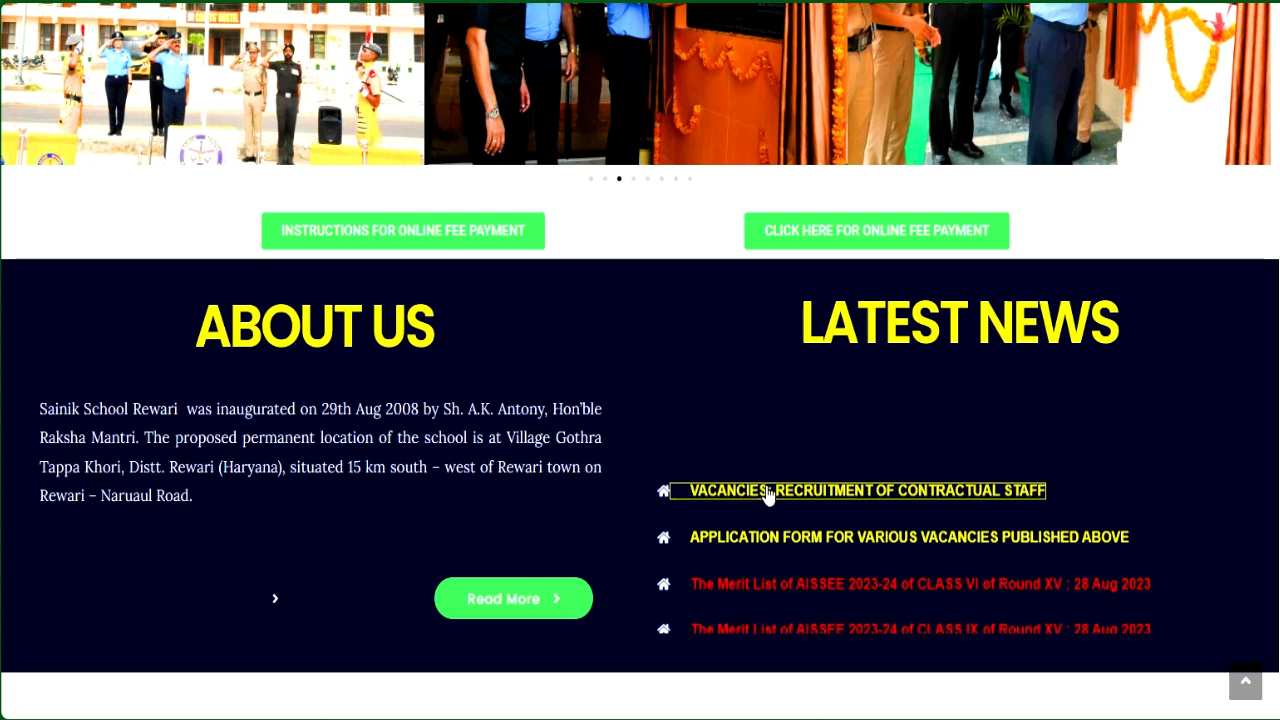 INSTRUCTIONS FOR ONLINE FEE PAYMENT
CLICK HERE FOR ONLINE FEE PAYMENT
ABOUT US
Sainik School Rewari was inaugurated on 29th Aug 2008 by Sh. A.K. Antony, Hon'ble
Raksha Mantri. The proposed permanent location of the school is at Village Gothra
Tappa Khori, Distt. Rewari (Haryana), situated 15 km south – west of Rewari town on
Rewari – Naruaul Road.
Read More
LATEST NEWS
VACANCIES: RECRUITMENT OF CONTRACTUAL STAFF
APPLICATION FORM FOR VARIOUS VACANCIES PUBLISHED ABOVE
The Merit List of AISSEE 2023-24 of CLASS VI of Round XV : 28 Aug 2023
The Merit List of AISSEE 2023-24 of CLASS IX of Round XV : 28 Aug 2023